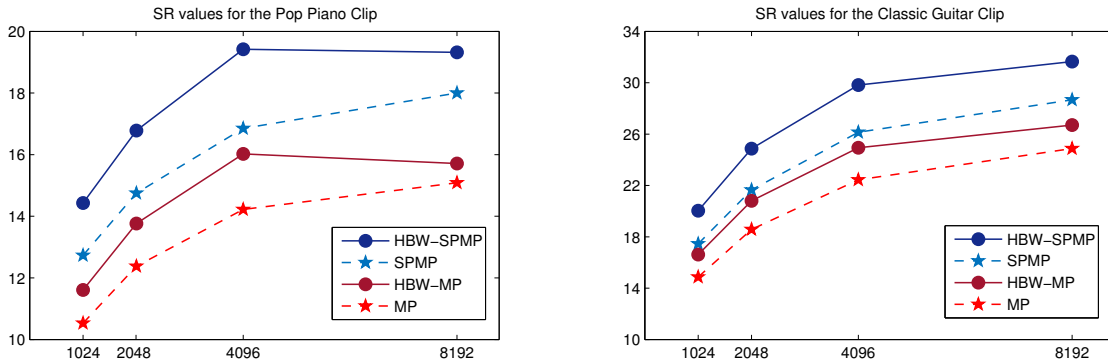 SR values for the Pop Piano Clip
20
18
16
14
12
10
1024 2048 4096 8192
HBW−SPMP
SPMP
HBW−MP
MP
SR values for the Classic Guitar Clip
34
30
26
22
18
14
10
1024 2048 4096 8192
HBW−SPMP
SPMP
HBW−MP
MP